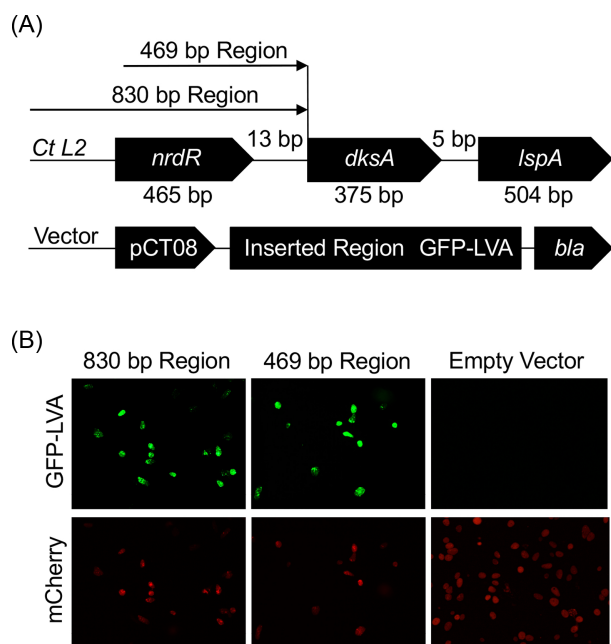 (A)
469 bp Region
830 bp Region
Ct L2 nrdR 13 bp dksA 5 bp lspA
465 bp 375 bp 504 bp
Vector pCT08 Inserted Region GFP-LVA bla
(B)
830 bp Region 469 bp Region Empty Vector
GFP-LVA
mCherry